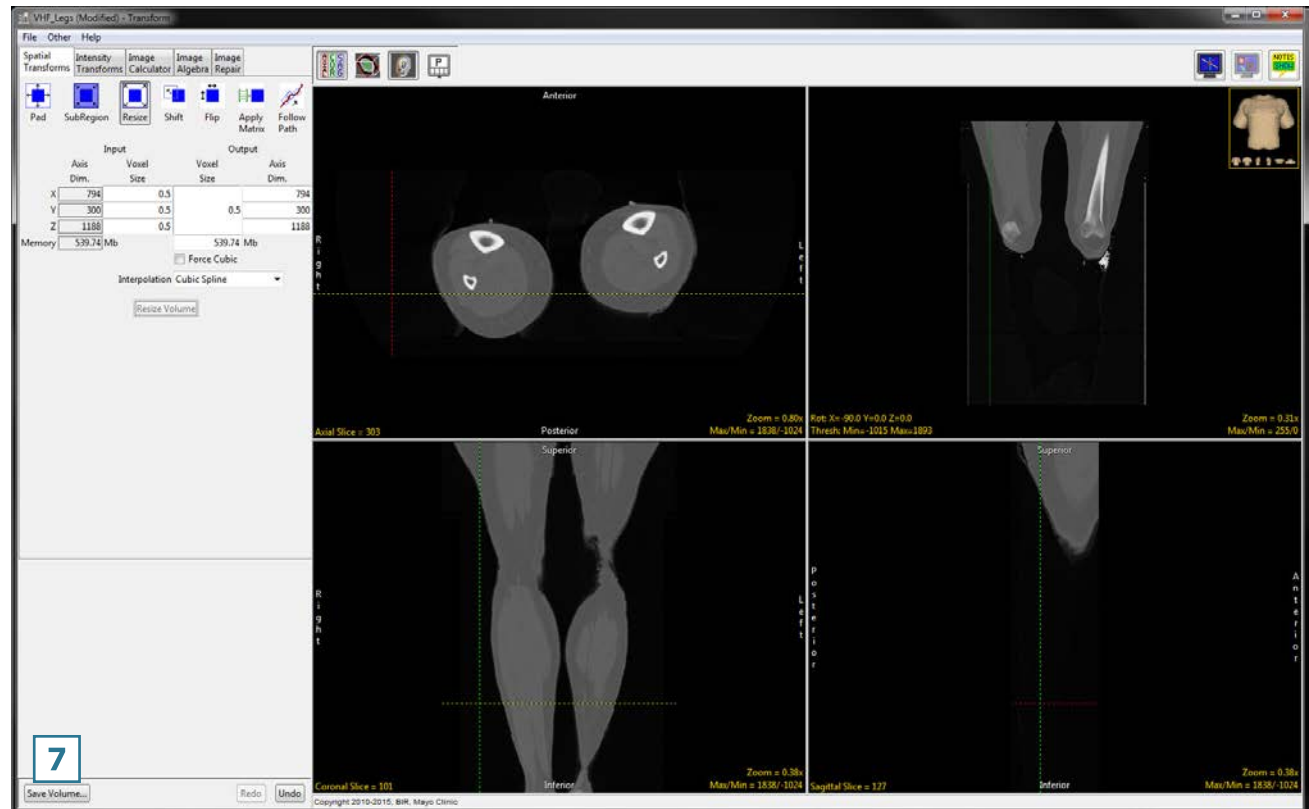 VHF_Legs (Modified) - Transform
File Other Help
Spatial Transforms
Intensity Transforms
Image Calculator
Image Algebra
Image Repair
NOTES
SHOW
Pad
SubRegion
Resize
Shift
Flip
Apply Matrix
Follow Path
Input Output
Axis Dim. Voxel Size Voxel Size Axis Dim.
X 794 0.5 794
Y 300 0.5 0.5 300
Z 1188 0.5 1188
Memory 539.74 Mb 539.74 Mb
Force Cubic
Interpolation Cubic Spline
Resize Volume
Anterior
Right
Left
Axial Slice = 303
Posterior
Zoom = 0.80x
Max/Min = 1838/-1024
Rot: X=-90.0 Y=0.0 Z=0.0
Thresh: Min=-1015 Max=1893
Zoom = 0.31x
Max/Min = 255/0
Superior
Right
Left
Coronal Slice = 101
Inferior
Zoom = 0.38x
Max/Min = 1838/-1024
Superior
Posterior
Anterior
Sagittal Slice = 127
Inferior
Zoom = 0.38x
Max/Min = 1838/-1024
7
Save Volume...
Redo
Undo
Copyright 2010-2015, BIR, Mayo Clinic